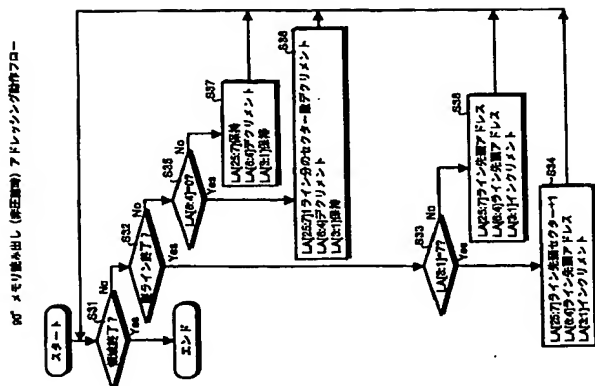 90° メモリ読み出し（非圧縮時）アドレッシング動作フロー
スタート
S31
領域終了？
No
Yes
エンド
S32
縦ライン終了？
No
Yes
S35
LA[6:4]=0?
No
Yes
S37
LA[25:7]保持
LA[6:4]デクリメント
LA[3:1]保持
S36
LA[25:7]1ライン分のセクター数デクリメント
LA[6:4]デクリメント
LA[3:1]保持
S33
LA[3:1]=7?
No
Yes
S38
LA[25:7]ライン先頭アドレス
LA[6:4]ライン先頭アドレス
LA[3:1]インクリメント
S34
LA[25:7]ライン先頭セクター+1
LA[6:4]ライン先頭アドレス
LA[3:1]インクリメント